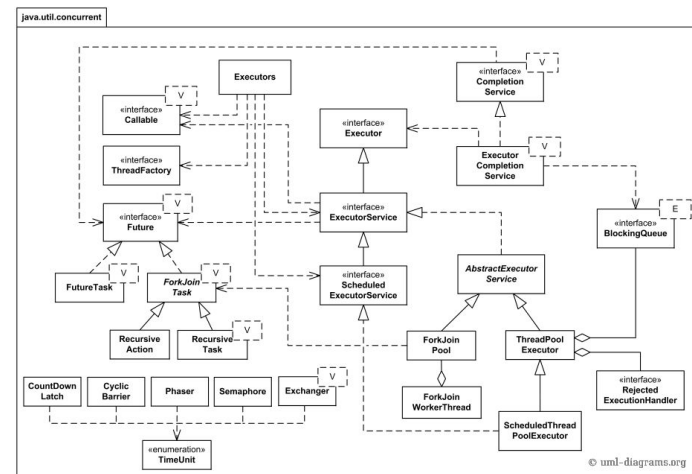 java.util.concurrent
Executors
V
«interface»
Callable
«interface»
ThreadFactory
V
«interface»
Future
V
FutureTask
V
ForkJoin
Task
V
Recursive
Action
Recursive
Task
V
«interface»
Executor
«interface»
ExecutorService
«interface»
Scheduled
ExecutorService
«interface»
Completion
Service
V
Executor
Completion
Service
V
«interface»
BlockingQueue
E
AbstractExecutor
Service
ForkJoin
Pool
ThreadPool
Executor
ForkJoin
WorkerThread
«interface»
Rejected
ExecutionHandler
ScheduledThread
PoolExecutor
CountDown
Latch
Cyclic
Barrier
Phaser
Semaphore
Exchanger
V
«enumeration»
TimeUnit
© uml-diagrams.org